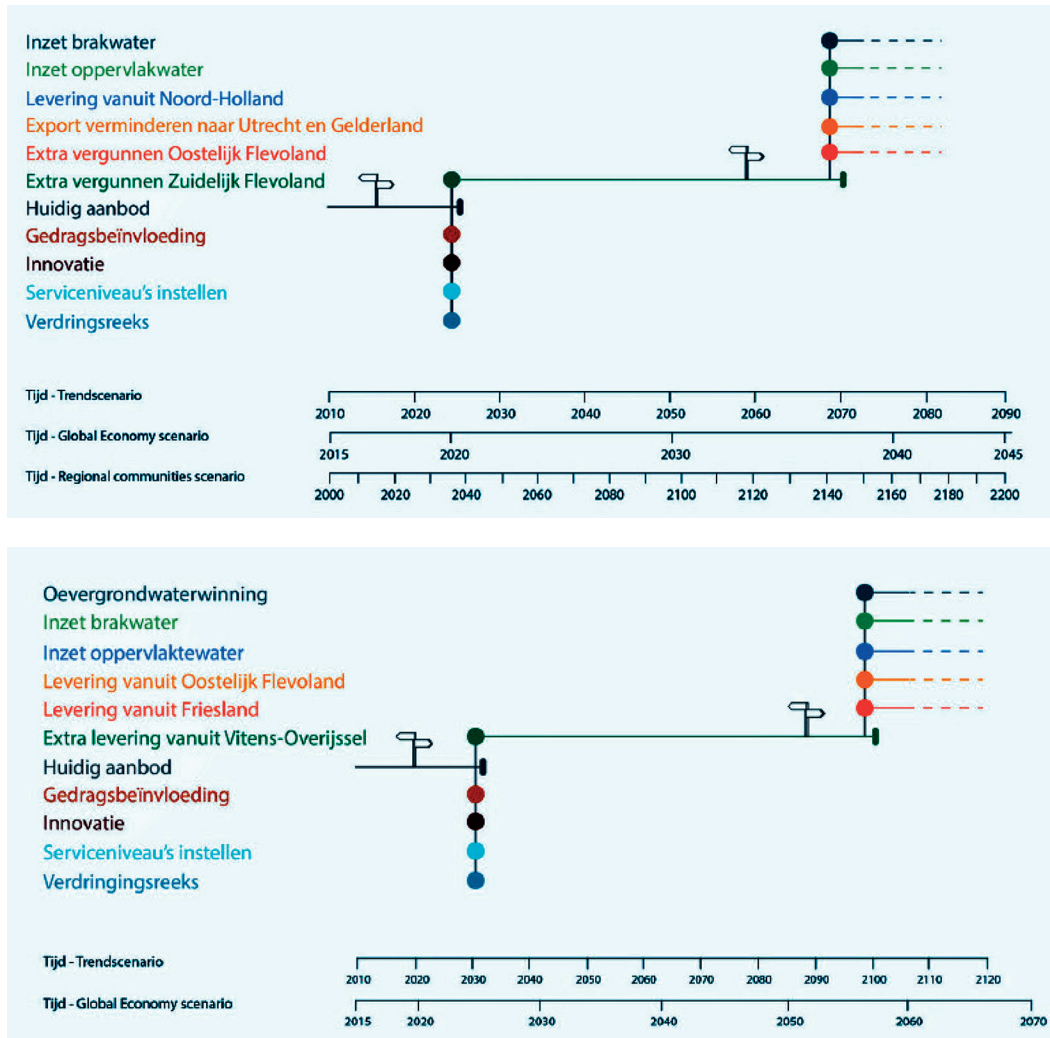 Inzet brakwater
Inzet oppervlakwater
Levering vanuit Noord-Holland
Export verminderen naar Utrecht en Gelderland
Extra vergunnen Oostelijk Flevoland
Extra vergunnen Zuidelijk Flevoland
Huidig aanbod
Gedragsbeïnvloeding
Innovatie
Serviceniveau's instellen
Verdringsreeks
Tijd - Trendscenario
2010 2020 2030 2040 2050 2060 2070 2080 2090
Tijd - Global Economy scenario
2015 2020 2030 2040 2045
Tijd - Regional communities scenario
2000 2020 2040 2060 2080 2100 2120 2140 2160 2180 2200
Oevergrondwaterwinning
Inzet brakwater
Inzet oppervlaktewater
Levering vanuit Oostelijk Flevoland
Levering vanuit Friesland
Extra levering vanuit Vitens-Overijssel
Huidig aanbod
Gedragsbeïnvloeding
Innovatie
Serviceniveau's instellen
Verdringingsreeks
Tijd - Trendscenario
2010 2020 2030 2040 2050 2060 2070 2080 2090 2100 2110 2120
Tijd - Global Economy scenario
2015 2020 2030 2040 2050 2060 2070